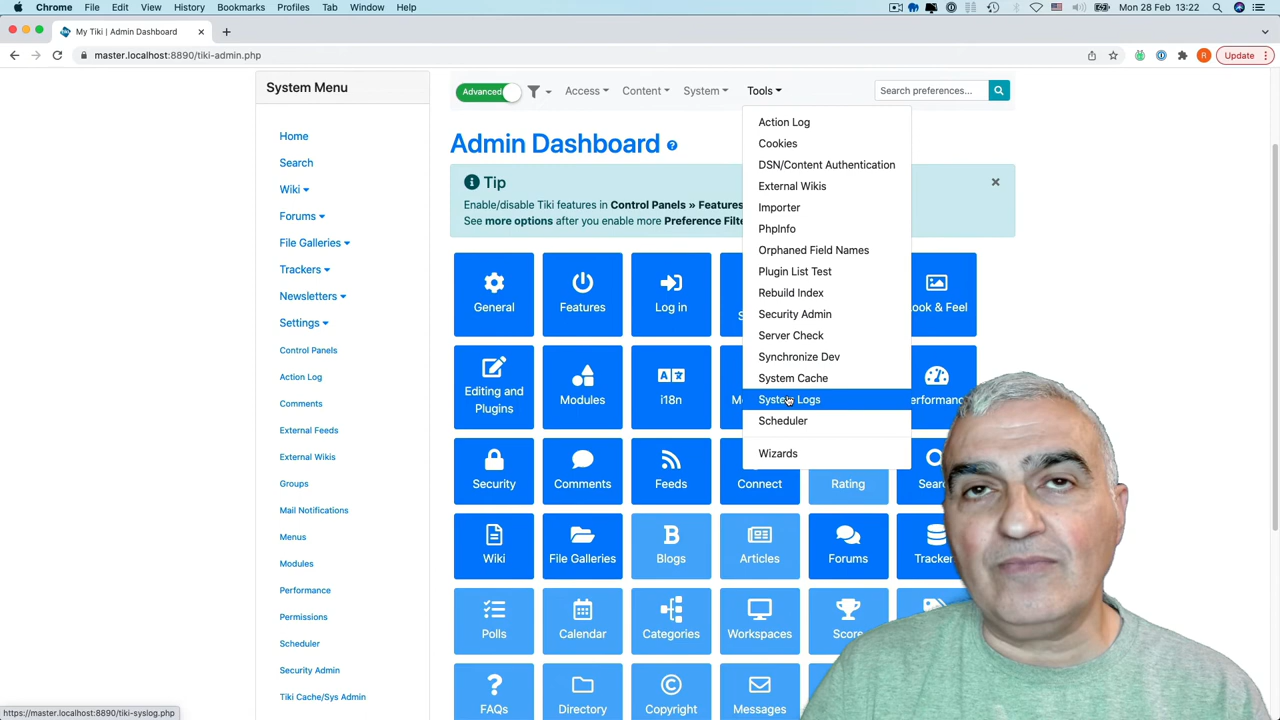 Chrome File Edit View History Bookmarks Profiles Tab Window Help
Mon 28 Feb 13:22
My Tiki | Admin Dashboard
master.localhost:8890/tiki-admin.php
R
Update
System Menu
Home
Search
Wiki
Forums
File Galleries
Trackers
Newsletters
Settings
Control Panels
Action Log
Comments
External Feeds
External Wikis
Groups
Mail Notifications
Menus
Modules
Performance
Permissions
Scheduler
Security Admin
Tiki Cache/Sys Admin
Advanced Access Content System Tools
Search preferences...
Admin Dashboard
Tip
Enable/disable Tiki features in Control Panels » Features
See more options after you enable more Preference
Action Log
Cookies
DSN/Content Authentication
External Wikis
Importer
PhpInfo
Orphaned Field Names
Plugin List Test
Rebuild Index
Security Admin
Server Check
Synchronize Dev
System Cache
System Logs
Scheduler
Wizards
General Features Log in
Editing and
Plugins
Modules i18n
Security Comments Feeds Connect Rating
Wiki File Galleries Blogs Articles Forums
Polls Calendar Categories Workspaces
FAQs Directory Copyright Messages
https://master.localhost:8890/tiki-syslog.php